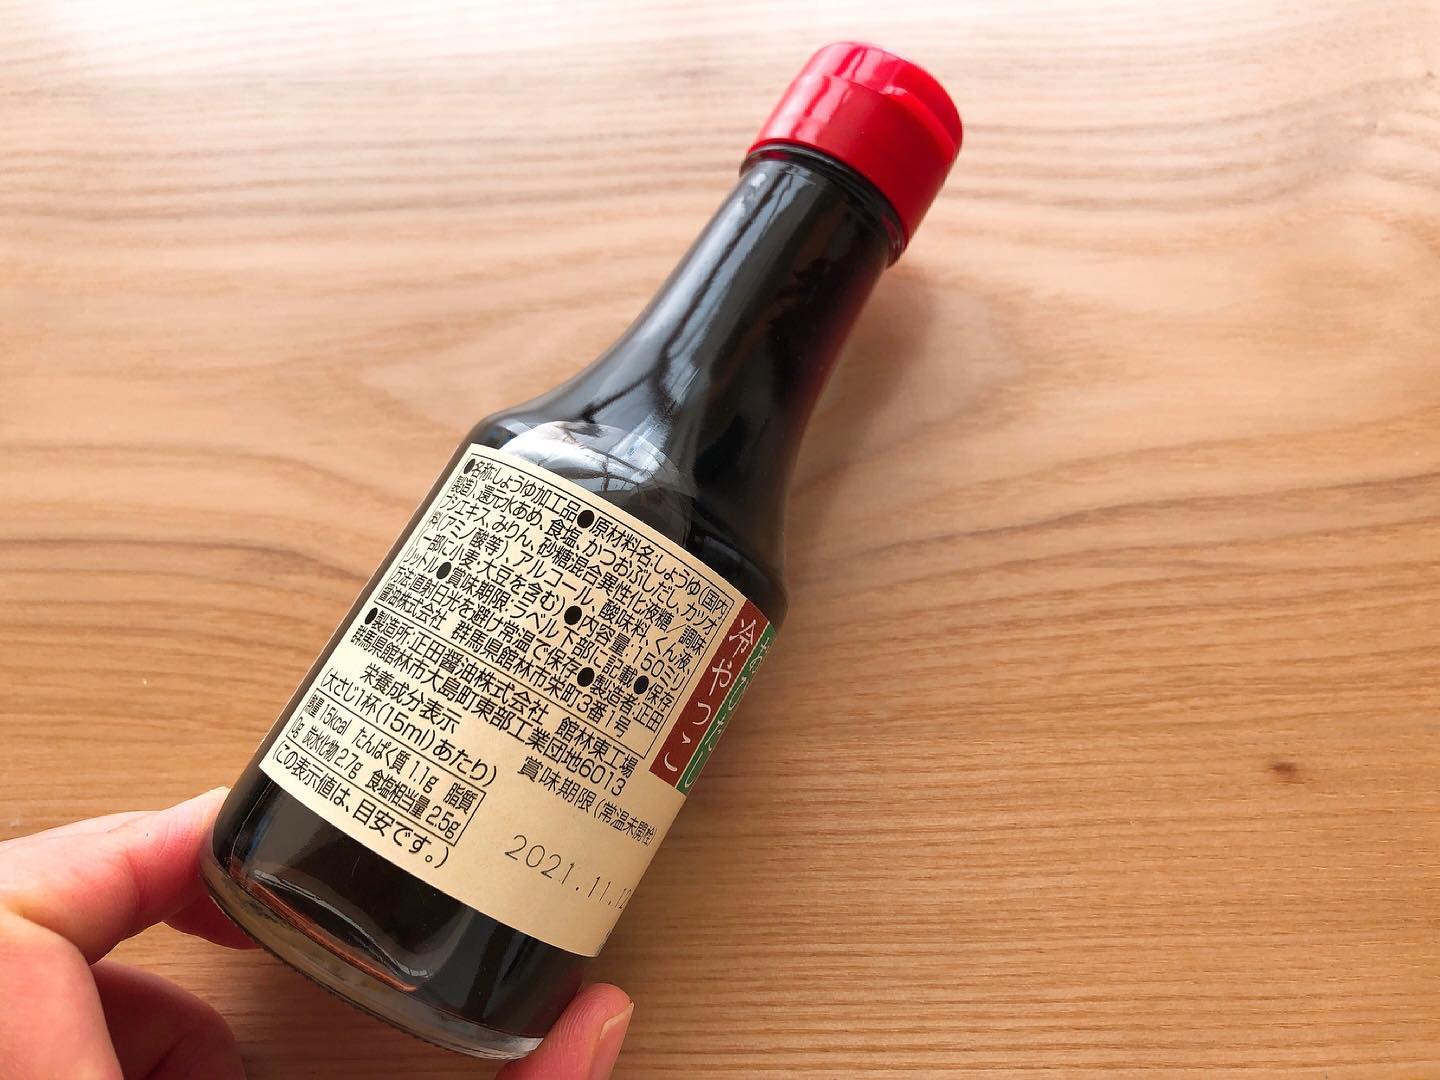 ●名称:しょうゆ加工品●原材料名:しょうゆ(国内
製造)、還元水あめ、食塩、かつおぶしだし、カツオ
ブシエキス、みりん、砂糖混合異性化液糖／調味
料(アミノ酸等)、アルコール、酸味料、くん液、
(一部に小麦・大豆を含む)●内容量:150ミリ
リットル●賞味期限:ラベル下部に記載●保存
方法:直射日光を避け常温で保存●製造者:正田
醤油株式会社 群馬県館林市栄町3番1号
●製造所:正田醤油株式会社 館林東工場
群馬県館林市大島町東部工業団地6013
栄養成分表示
(大さじ1杯(15ml)あたり)
熱量 15kcal たんぱく質 1.1g 脂質
0g 炭水化物 2.7g 食塩相当量 2.5g
(この表示値は、目安です。)
賞味期限(常温未開栓)
2021.11.12
冷やっこ